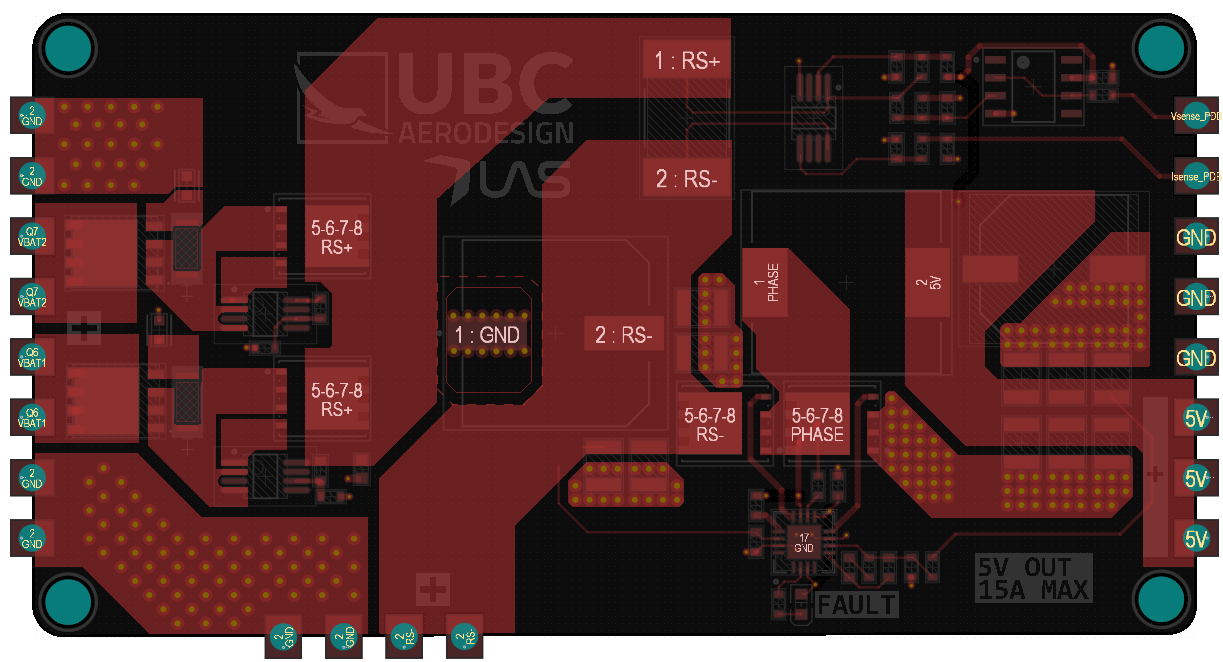 UBC
AERODESIGN
UAS
1 : RS+
2 : RS-
2
GND
2
GND
Q7
VBAT2
Q7
VBAT2
Q6
VBAT1
Q6
VBAT1
2
GND
2
GND
5-6-7-8
RS+
5-6-7-8
RS+
1 : GND
2 : RS-
1
PHASE
2
5V
5-6-7-8
RS-
5-6-7-8
PHASE
17
GND
FAULT
5V OUT
15A MAX
Vsense_PDB
Isense_PDB
GND
GND
GND
5V
5V
5V
2
GND
2
GND
2
RS-
2
RS-